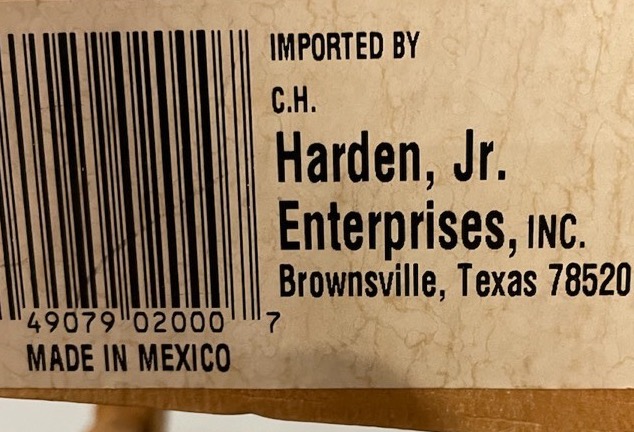 IMPORTED BY
C.H.
Harden, Jr.
Enterprises, INC.
Brownsville, Texas 78520
49079 02000 7
MADE IN MEXICO